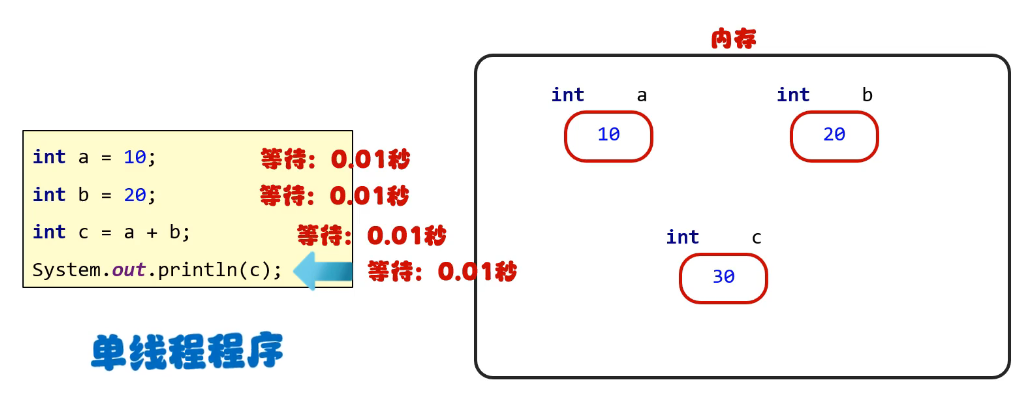 内存
int a
10
int b
20
int a = 10; 等待: 0.01秒
int b = 20; 等待: 0.01秒
int c = a + b; 等待: 0.01秒
System.out.println(c); 等待: 0.01秒
int c
30
单线程程序